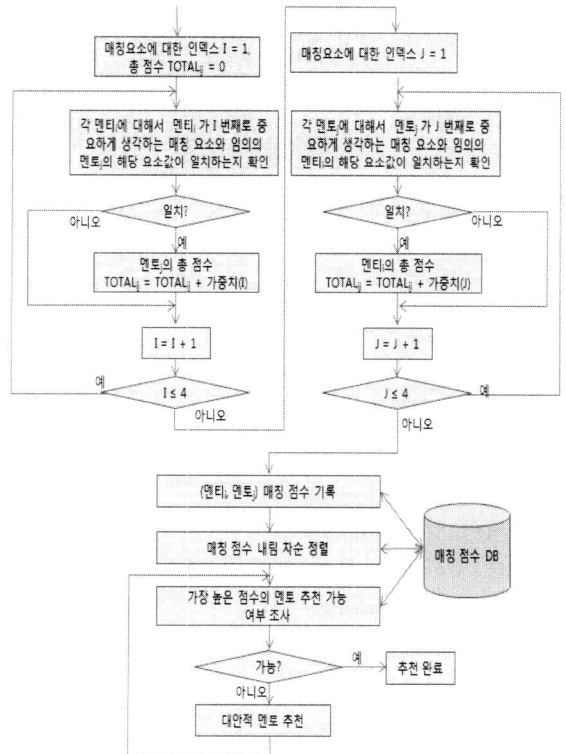 매칭요소에 대한 인덱스 I = 1,
총 점수 TOTALij = 0
각 멘티i에 대해서 멘티i 가 I 번째로 중
요하게 생각하는 매칭 요소와 임의의
멘토j의 해당 요소값이 일치하는지 확인
일치?
아니오
예
멘토j의 총 점수
TOTALij = TOTALij + 가중치(I)
I = I + 1
예
I ≤ 4
아니오
매칭요소에 대한 인덱스 J = 1
각 멘토j에 대해서 멘토j 가 J 번째로 중
요하게 생각하는 매칭 요소와 임의의
멘티i의 해당 요소값이 일치하는지 확인
일치?
아니오
예
멘티i의 총 점수
TOTALij = TOTALij + 가중치(J)
J = J + 1
J ≤ 4
예
아니오
(멘티i, 멘토j) 매칭 점수 기록
매칭 점수 내림 차순 정렬
매칭 점수 DB
가장 높은 점수의 멘토 추천 가능
여부 조사
가능?
예
추천 완료
아니오
대안적 멘토 추천